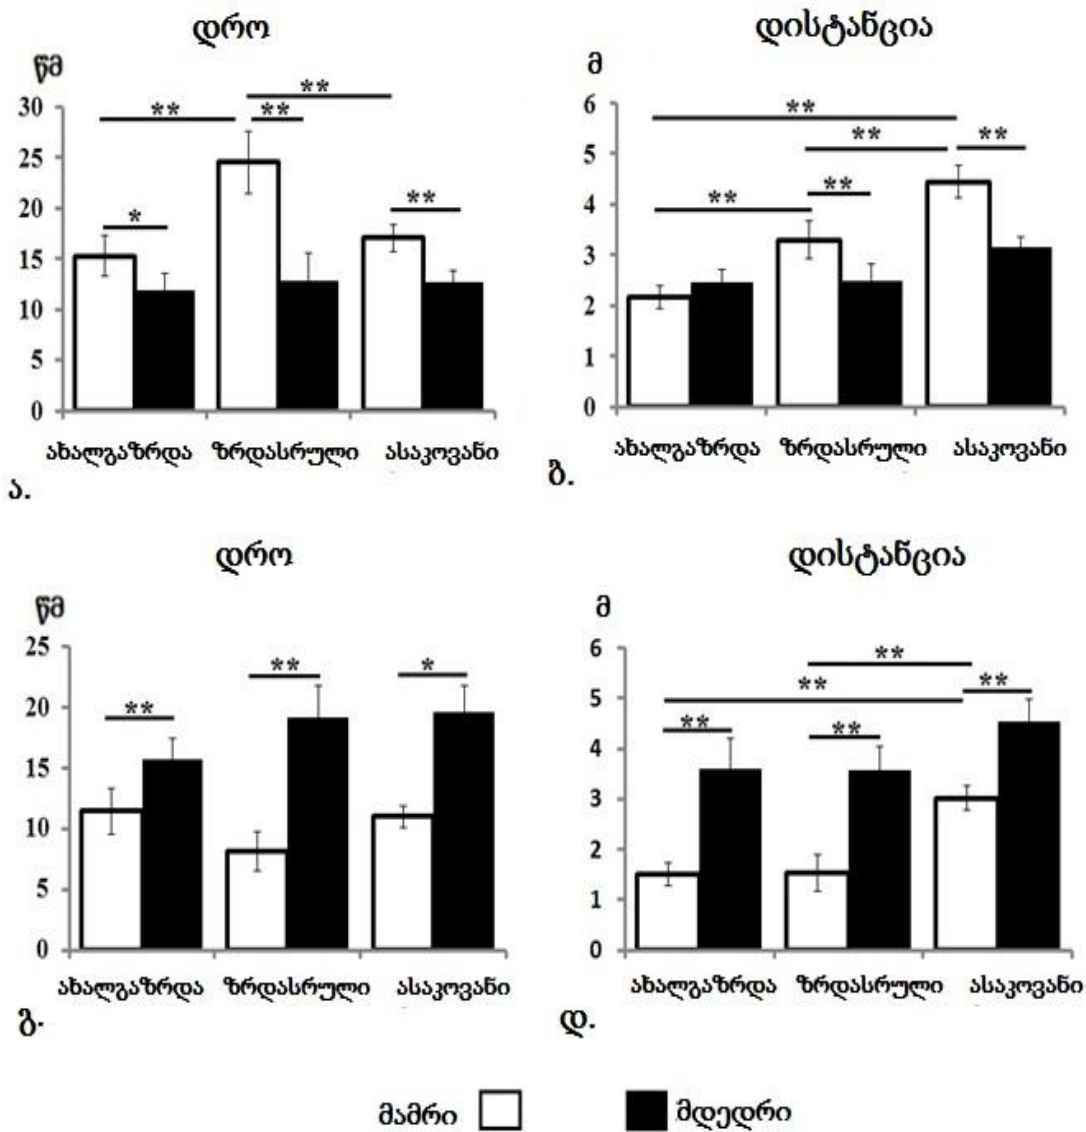 დრო
წმ
30
25
20
15
10
5
0
** ** **
*
**
ახალგაზრდა ზრდასრული ასაკოვანი
ა.
დისტანცია
მ
6
5
4
3
2
1
0
**
** **
** **
ახალგაზრდა ზრდასრული ასაკოვანი
ბ.
დრო
წმ
25
20
15
10
5
0
** ** *
ახალგაზრდა ზრდასრული ასაკოვანი
გ.
დისტანცია
მ
6
5
4
3
2
1
0
**
** **
** **
ახალგაზრდა ზრდასრული ასაკოვანი
დ.
მამრი მდედრი